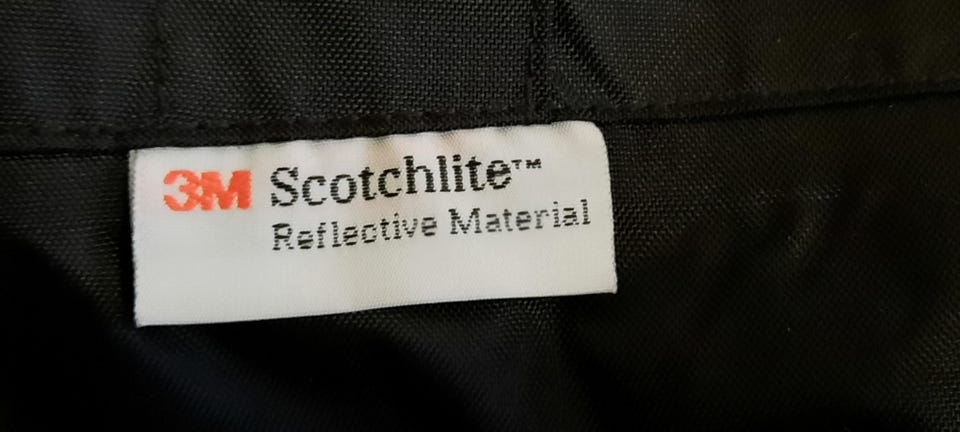 3M Scotchlite™
Reflective Material